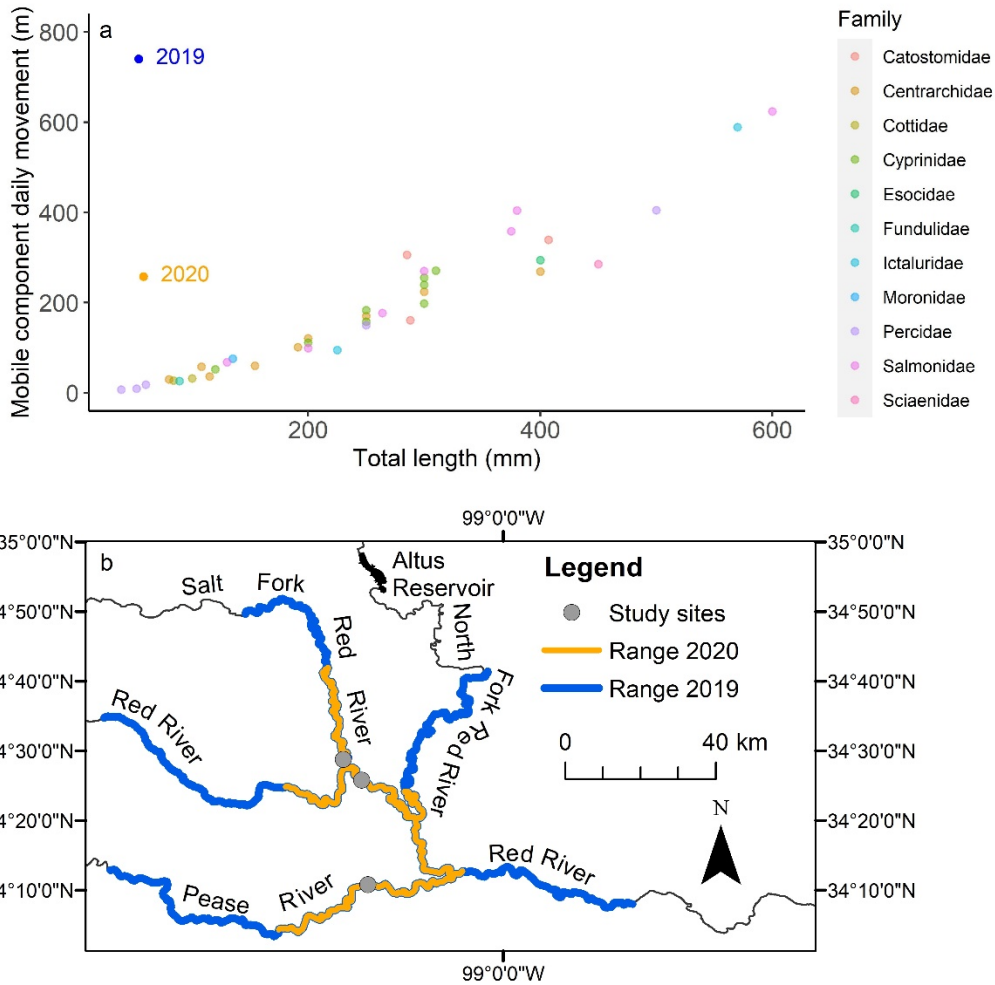 a
Mobile component daily movement (m)
800
600
400
200
0
2019
2020
200
400
600
Total length (mm)
Family
Catostomidae
Centrarchidae
Cottidae
Cyprinidae
Esocidae
Fundulidae
Ictaluridae
Moronidae
Percidae
Salmonidae
Sciaenidae
b
99°0'0"W
35°0'0"N
34°50'0"N
4°40'0"N
4°30'0"N
4°20'0"N
4°10'0"N
35°0'0"N
34°50'0"N
34°40'0"N
34°30'0"N
34°20'0"N
34°10'0"N
Altus
Reservoir
Salt Fork Red River
North Fork Red River
Red River
Red River
Pease River
Legend
Study sites
Range 2020
Range 2019
0 40 km
N
99°0'0"W